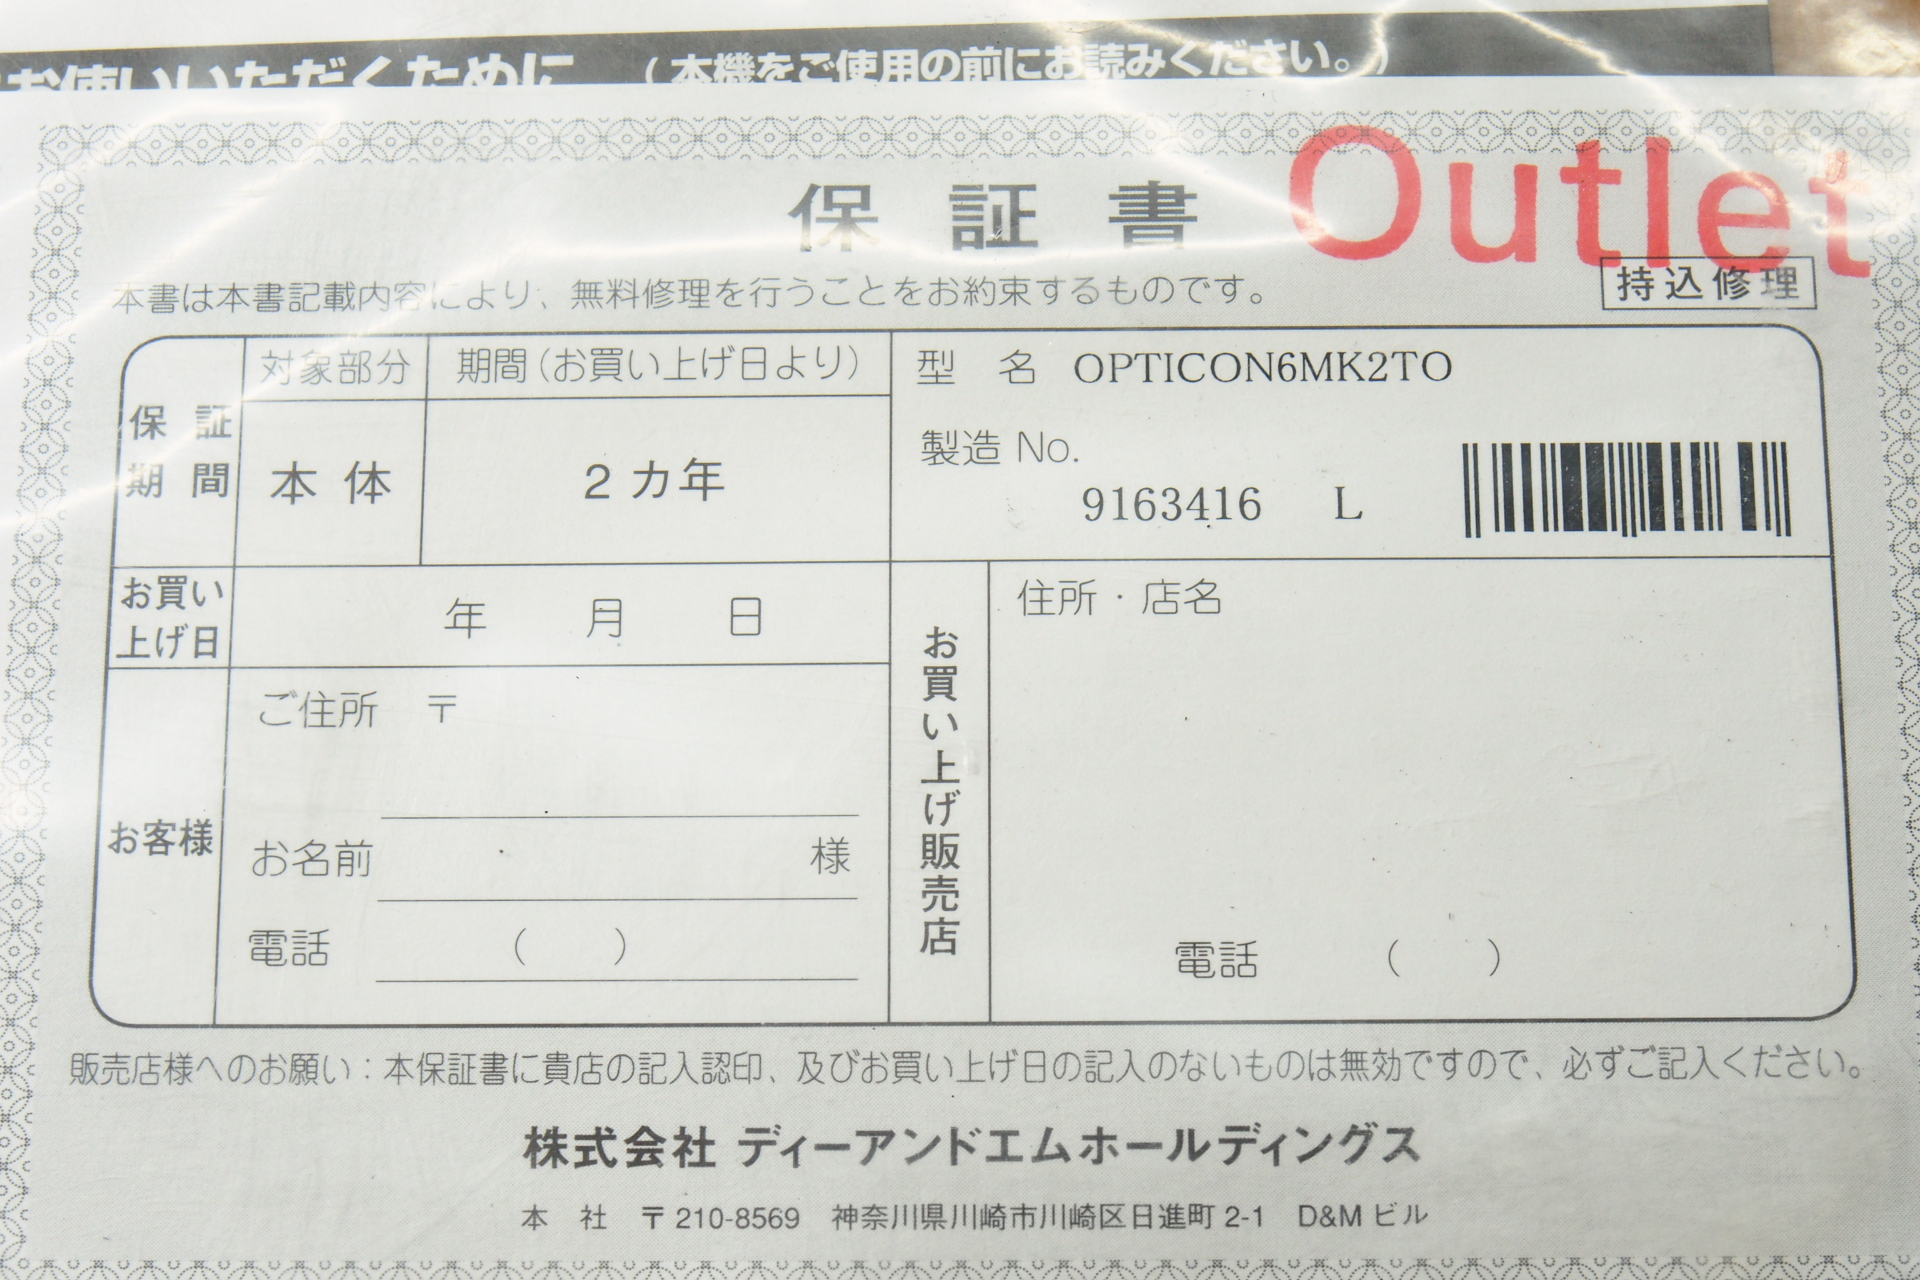 お使いいただくために (本機をご使用の前にお読みください。)
保証書
Outlet
本書は本書記載内容により、無料修理を行うことをお約束するものです。
持込修理
保証期間
対象部分
期間(お買い上げ日より)
本体
2カ年
型名 OPTICON6MK2TO
製造 No.
9163416 L
お買い
上げ日
年 月 日
お客様
ご住所 〒
お名前 様
電話 ( )
お買い上げ販売店
住所・店名
電話 ( )
販売店様へのお願い:本保証書に貴店の記入認印、及びお買い上げ日の記入のないものは無効ですので、必ずご記入ください。
株式会社 ディーアンドエムホールディングス
本 社 〒210-8569 神奈川県川崎市川崎区日進町 2-1 D&M ビル